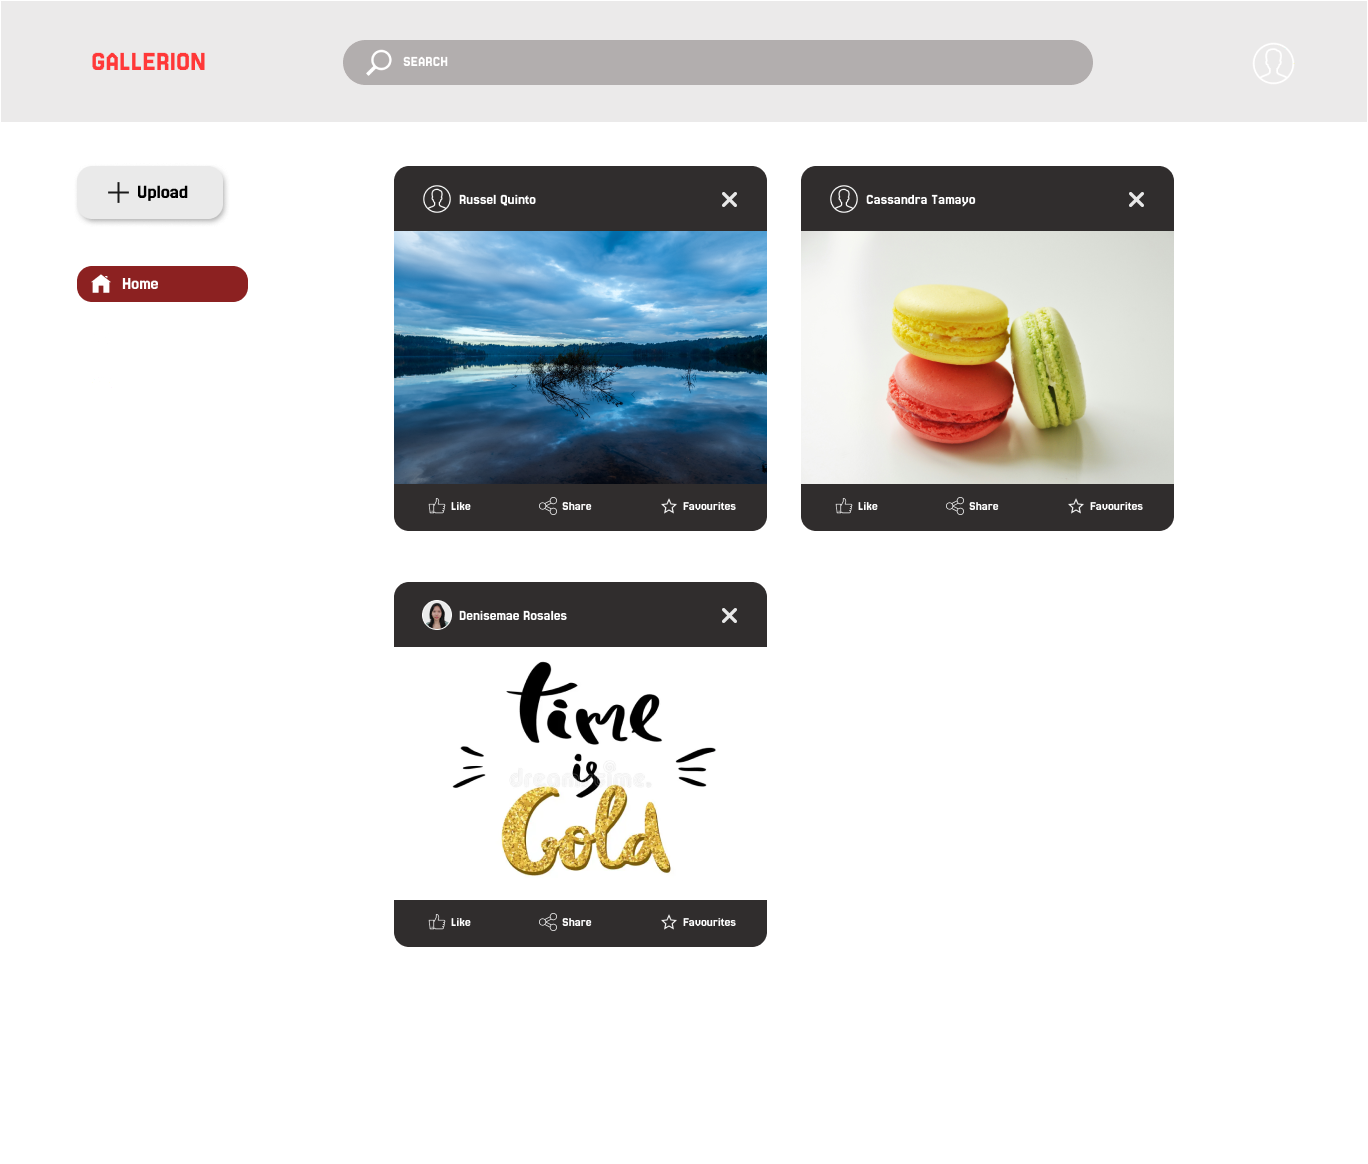 GALLERION
SEARCH
Upload
Home
Russel Quinto
Cassandra Tamayo
Like
Share
Favourites
Like
Share
Favourites
Denisemae Rosales
time
is
dreamstime.
Gold
Like
Share
Favourites